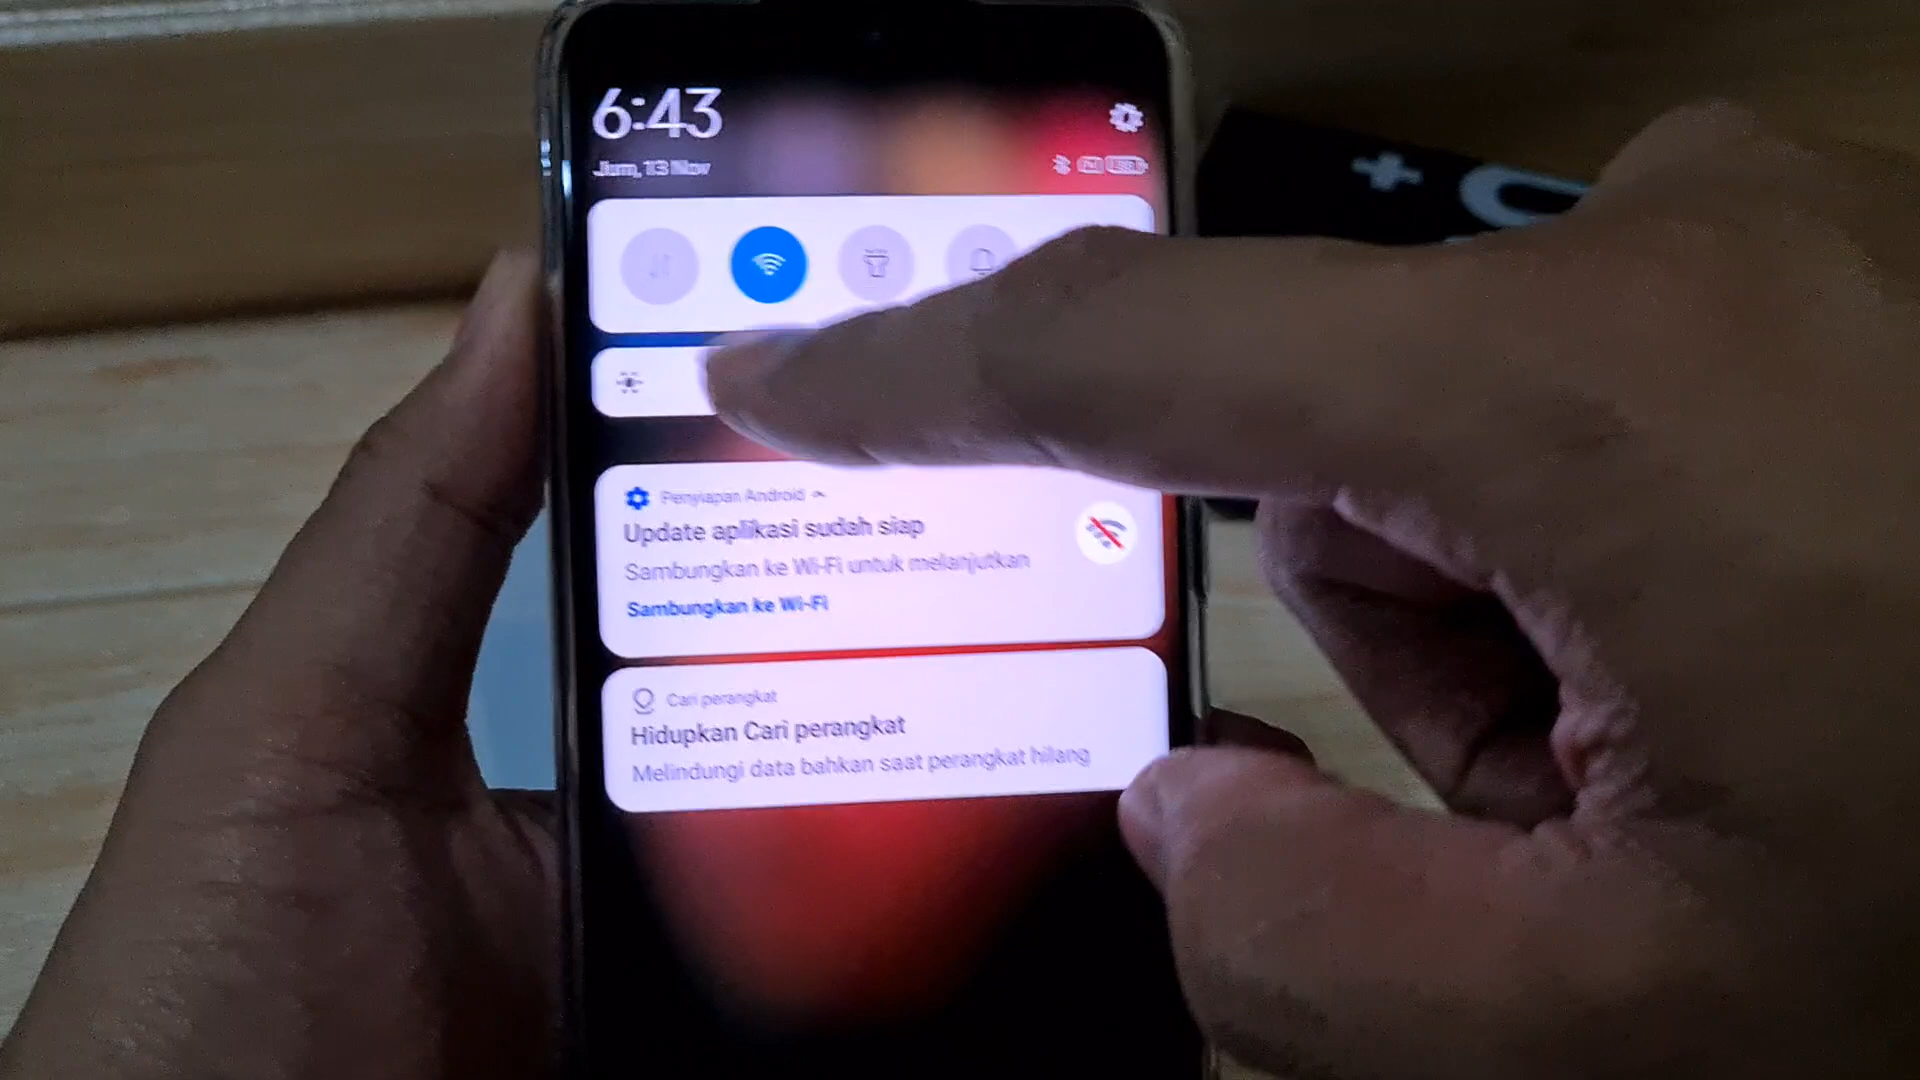 6:43
Jum, 13 Nov
Penyiapan Android
Update aplikasi sudah siap
Sambungkan ke Wi-Fi untuk melanjutkan
Sambungkan ke Wi-Fi
Cari perangkat
Hidupkan Cari perangkat
Melindungi data bahkan saat perangkat hilang